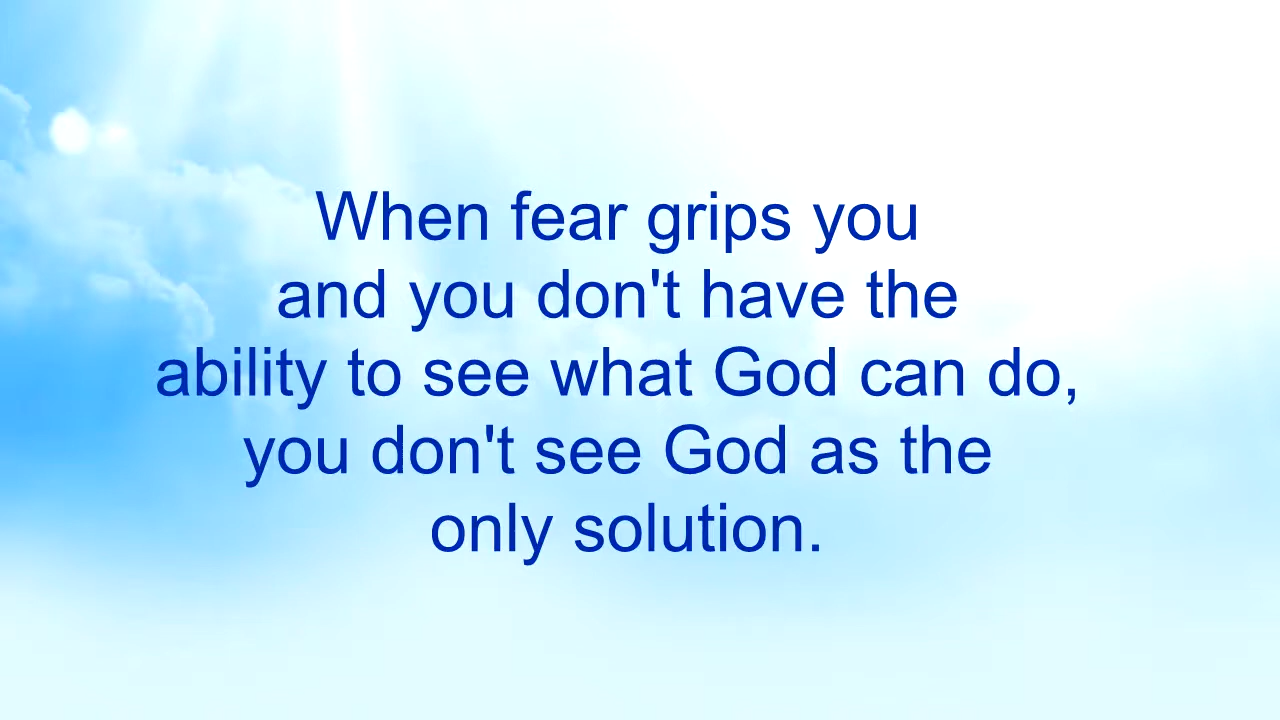 When fear grips you
and you don't have the
ability to see what God can do,
you don't see God as the
only solution.